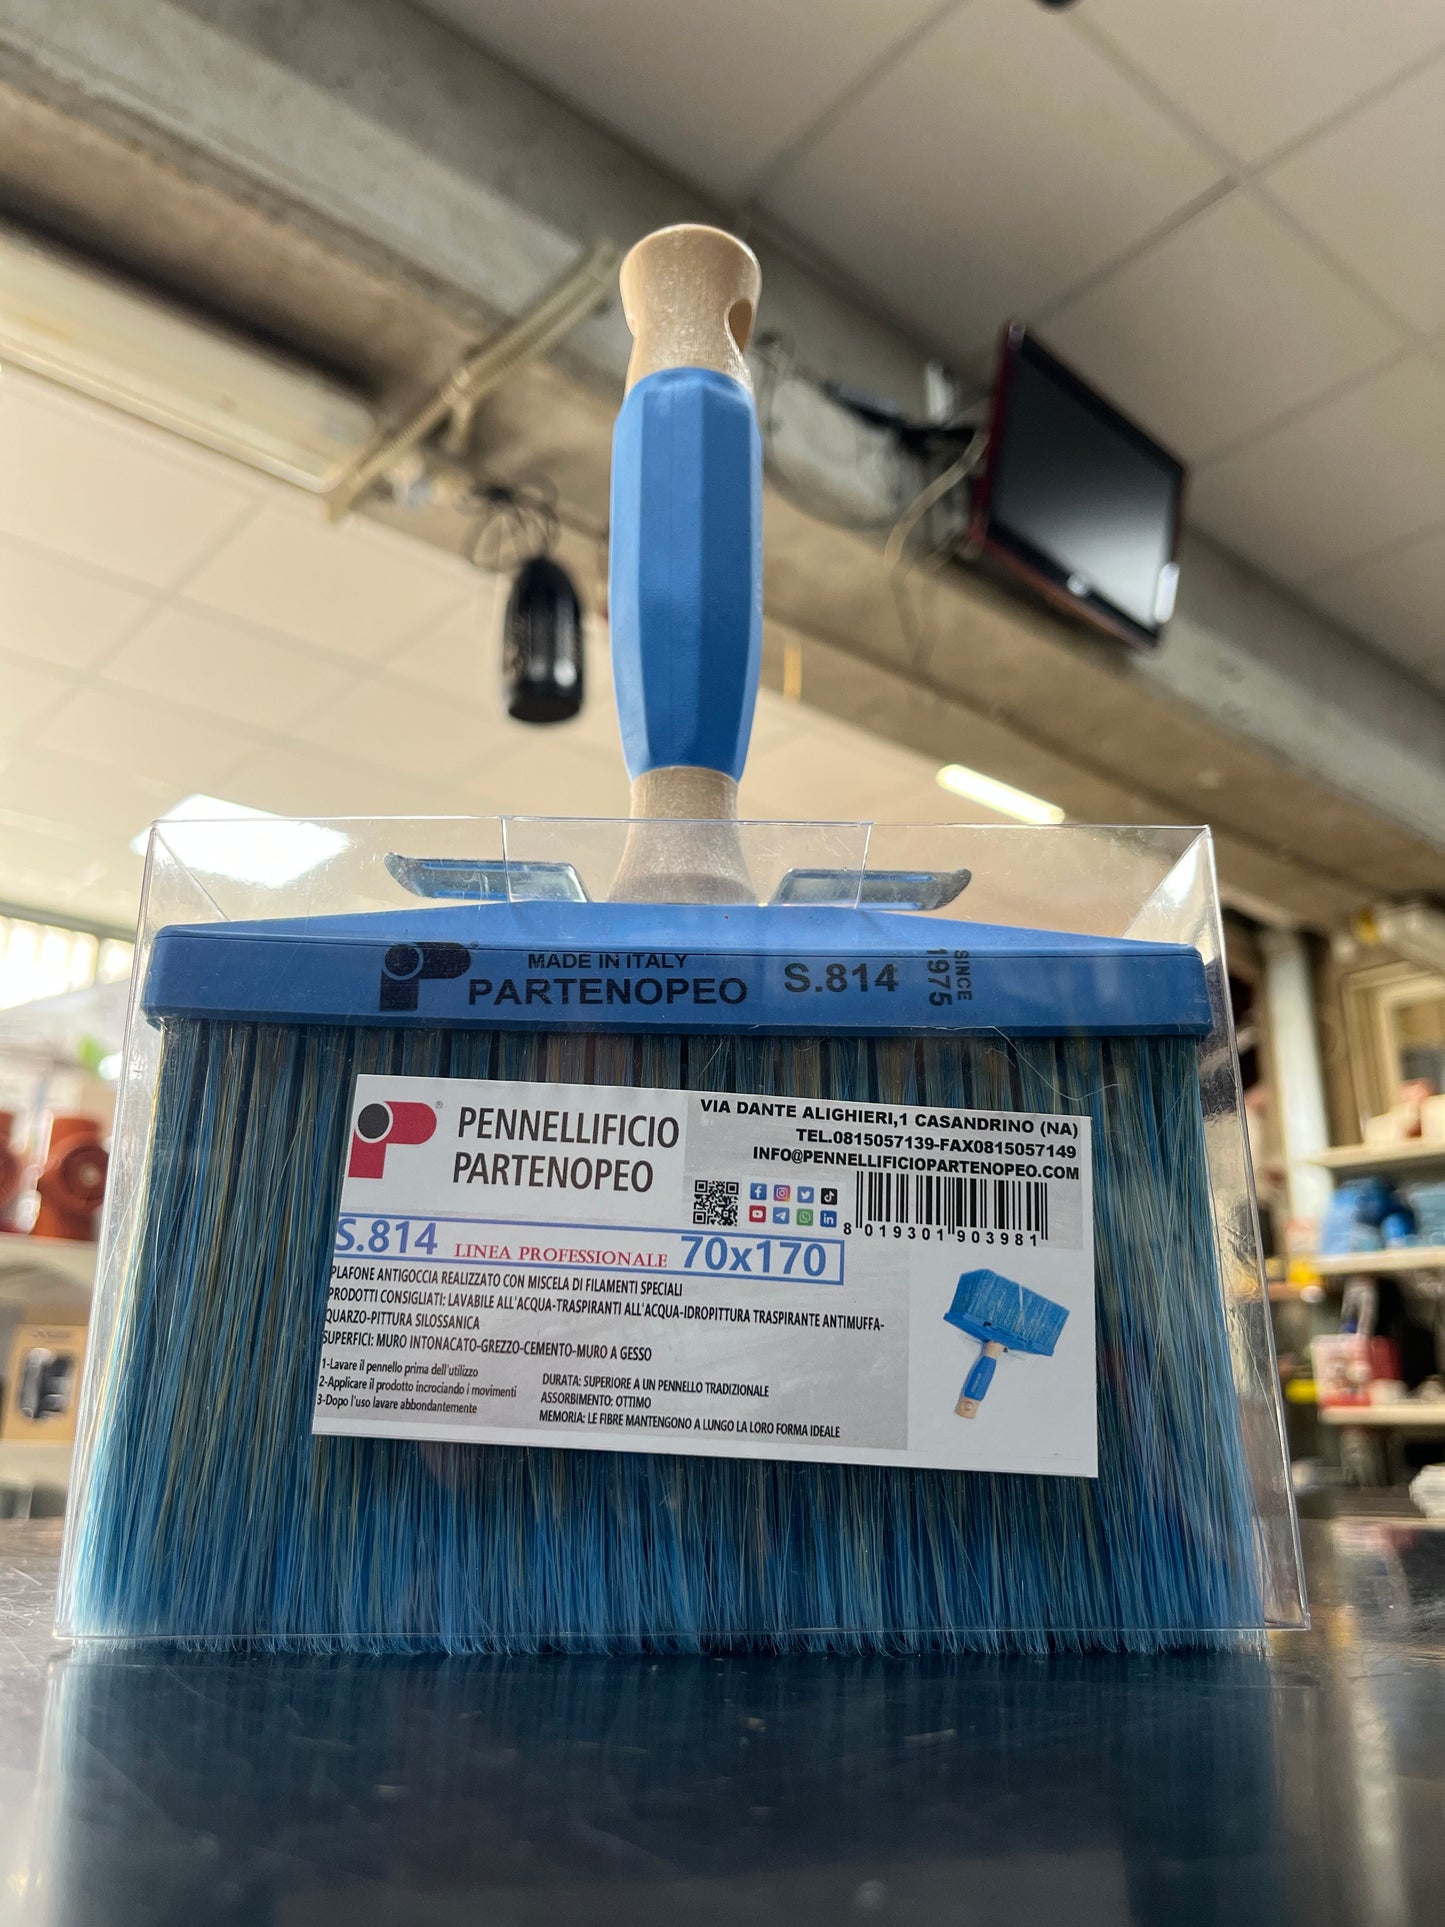 MADE IN ITALY
PARTENOPEO
S.814
SINCE
1975
PENNELLIFICIO
PARTENOPEO
VIA DANTE ALIGHIERI,1 CASANDRINO (NA)
TEL.0815057139-FAX0815057149
INFO@PENNELLIFICIOPARTENOPEO.COM
8 019301 903981
S.814 LINEA PROFESSIONALE 70x170
PLAFONE ANTIGOCCIA REALIZZATO CON MISCELA DI FILAMENTI SPECIALI
PRODOTTI CONSIGLIATI: LAVABILE ALL'ACQUA-TRASPIRANTI ALL'ACQUA-IDROPITTURA TRASPIRANTE ANTIMUFFA-
QUARZO-PITTURA SILOSSANICA
SUPERFICI: MURO INTONACATO-GREZZO-CEMENTO-MURO A GESSO
1-Lavare il pennello prima dell'utilizzo
2-Applicare il prodotto incrociando i movimenti
3-Dopo l'uso lavare abbondantemente
DURATA: SUPERIORE A UN PENNELLO TRADIZIONALE
ASSORBIMENTO: OTTIMO
MEMORIA: LE FIBRE MANTENGONO A LUNGO LA LORO FORMA IDEALE